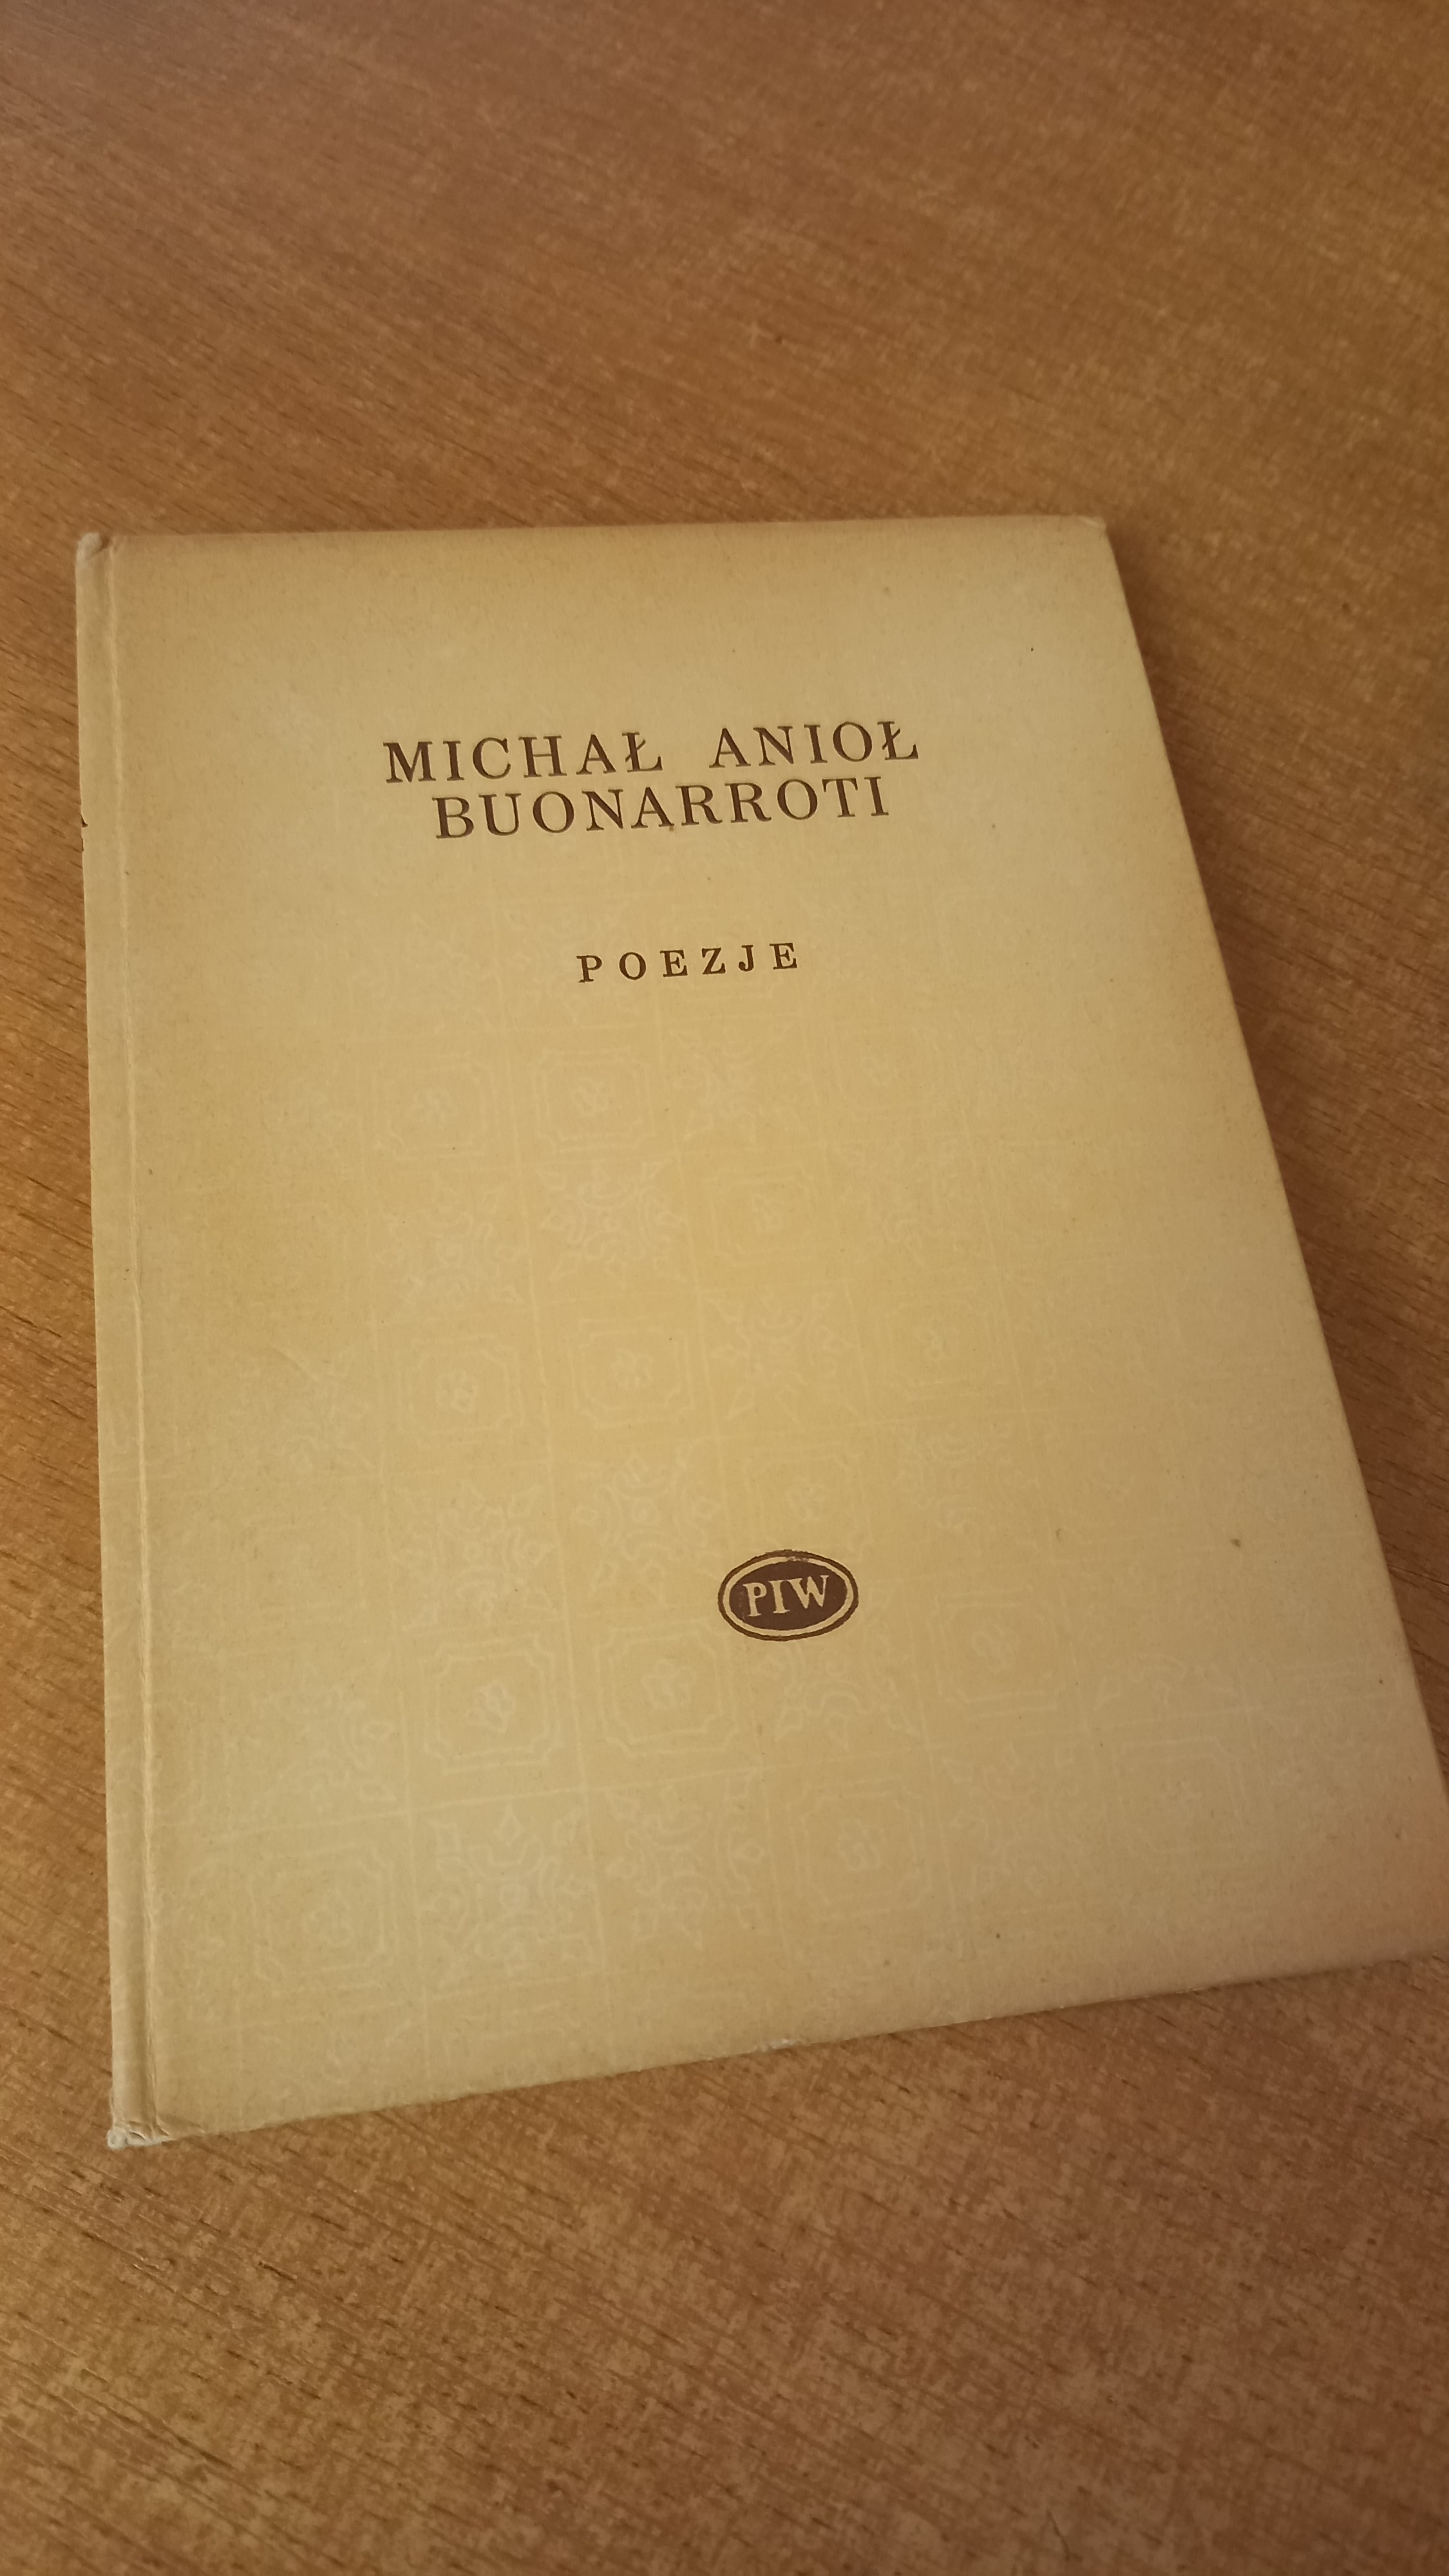 MICHAŁ ANIOŁ
BUONARROTI
POEZJE
PIW